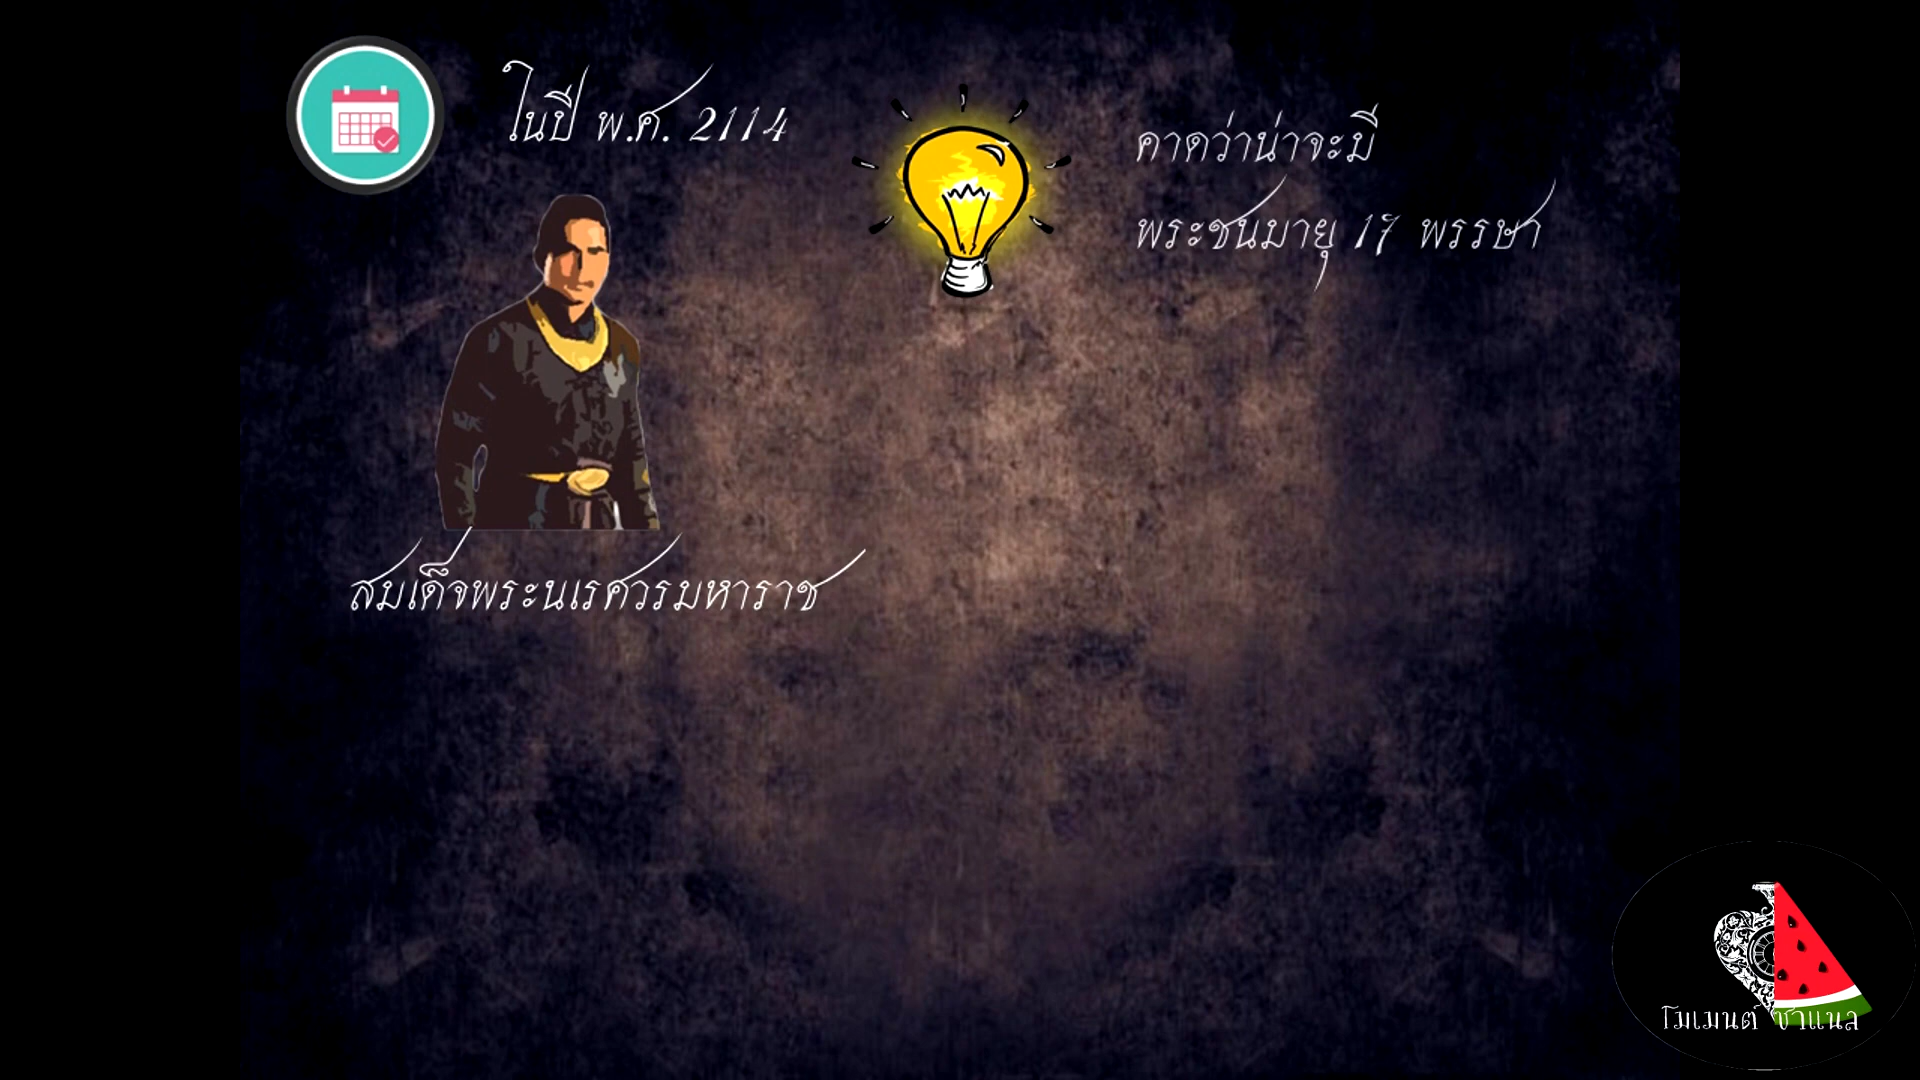 ในปี พ.ศ. 2114
คาดว่าน่าจะมี
พระชนมายุ 17 พรรษา
สมเด็จพระนเรศวรมหาราช
โมเมนต์ ชาแนล